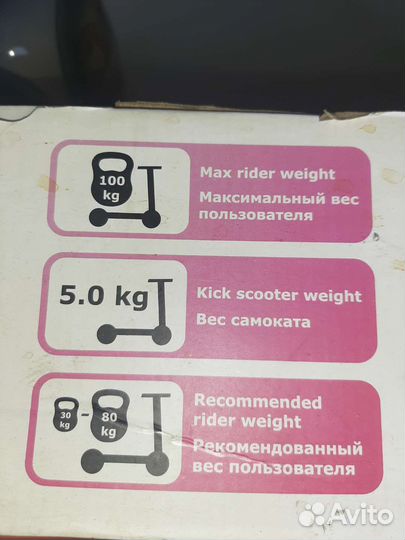 100
kg
Max rider weight
Максимальный вес
пользователя
5.0 kg
Kick scooter weight
Вес самоката
30
kg
-
80
kg
Recommended
rider weight
Рекомендованный
вес пользователя
Avito